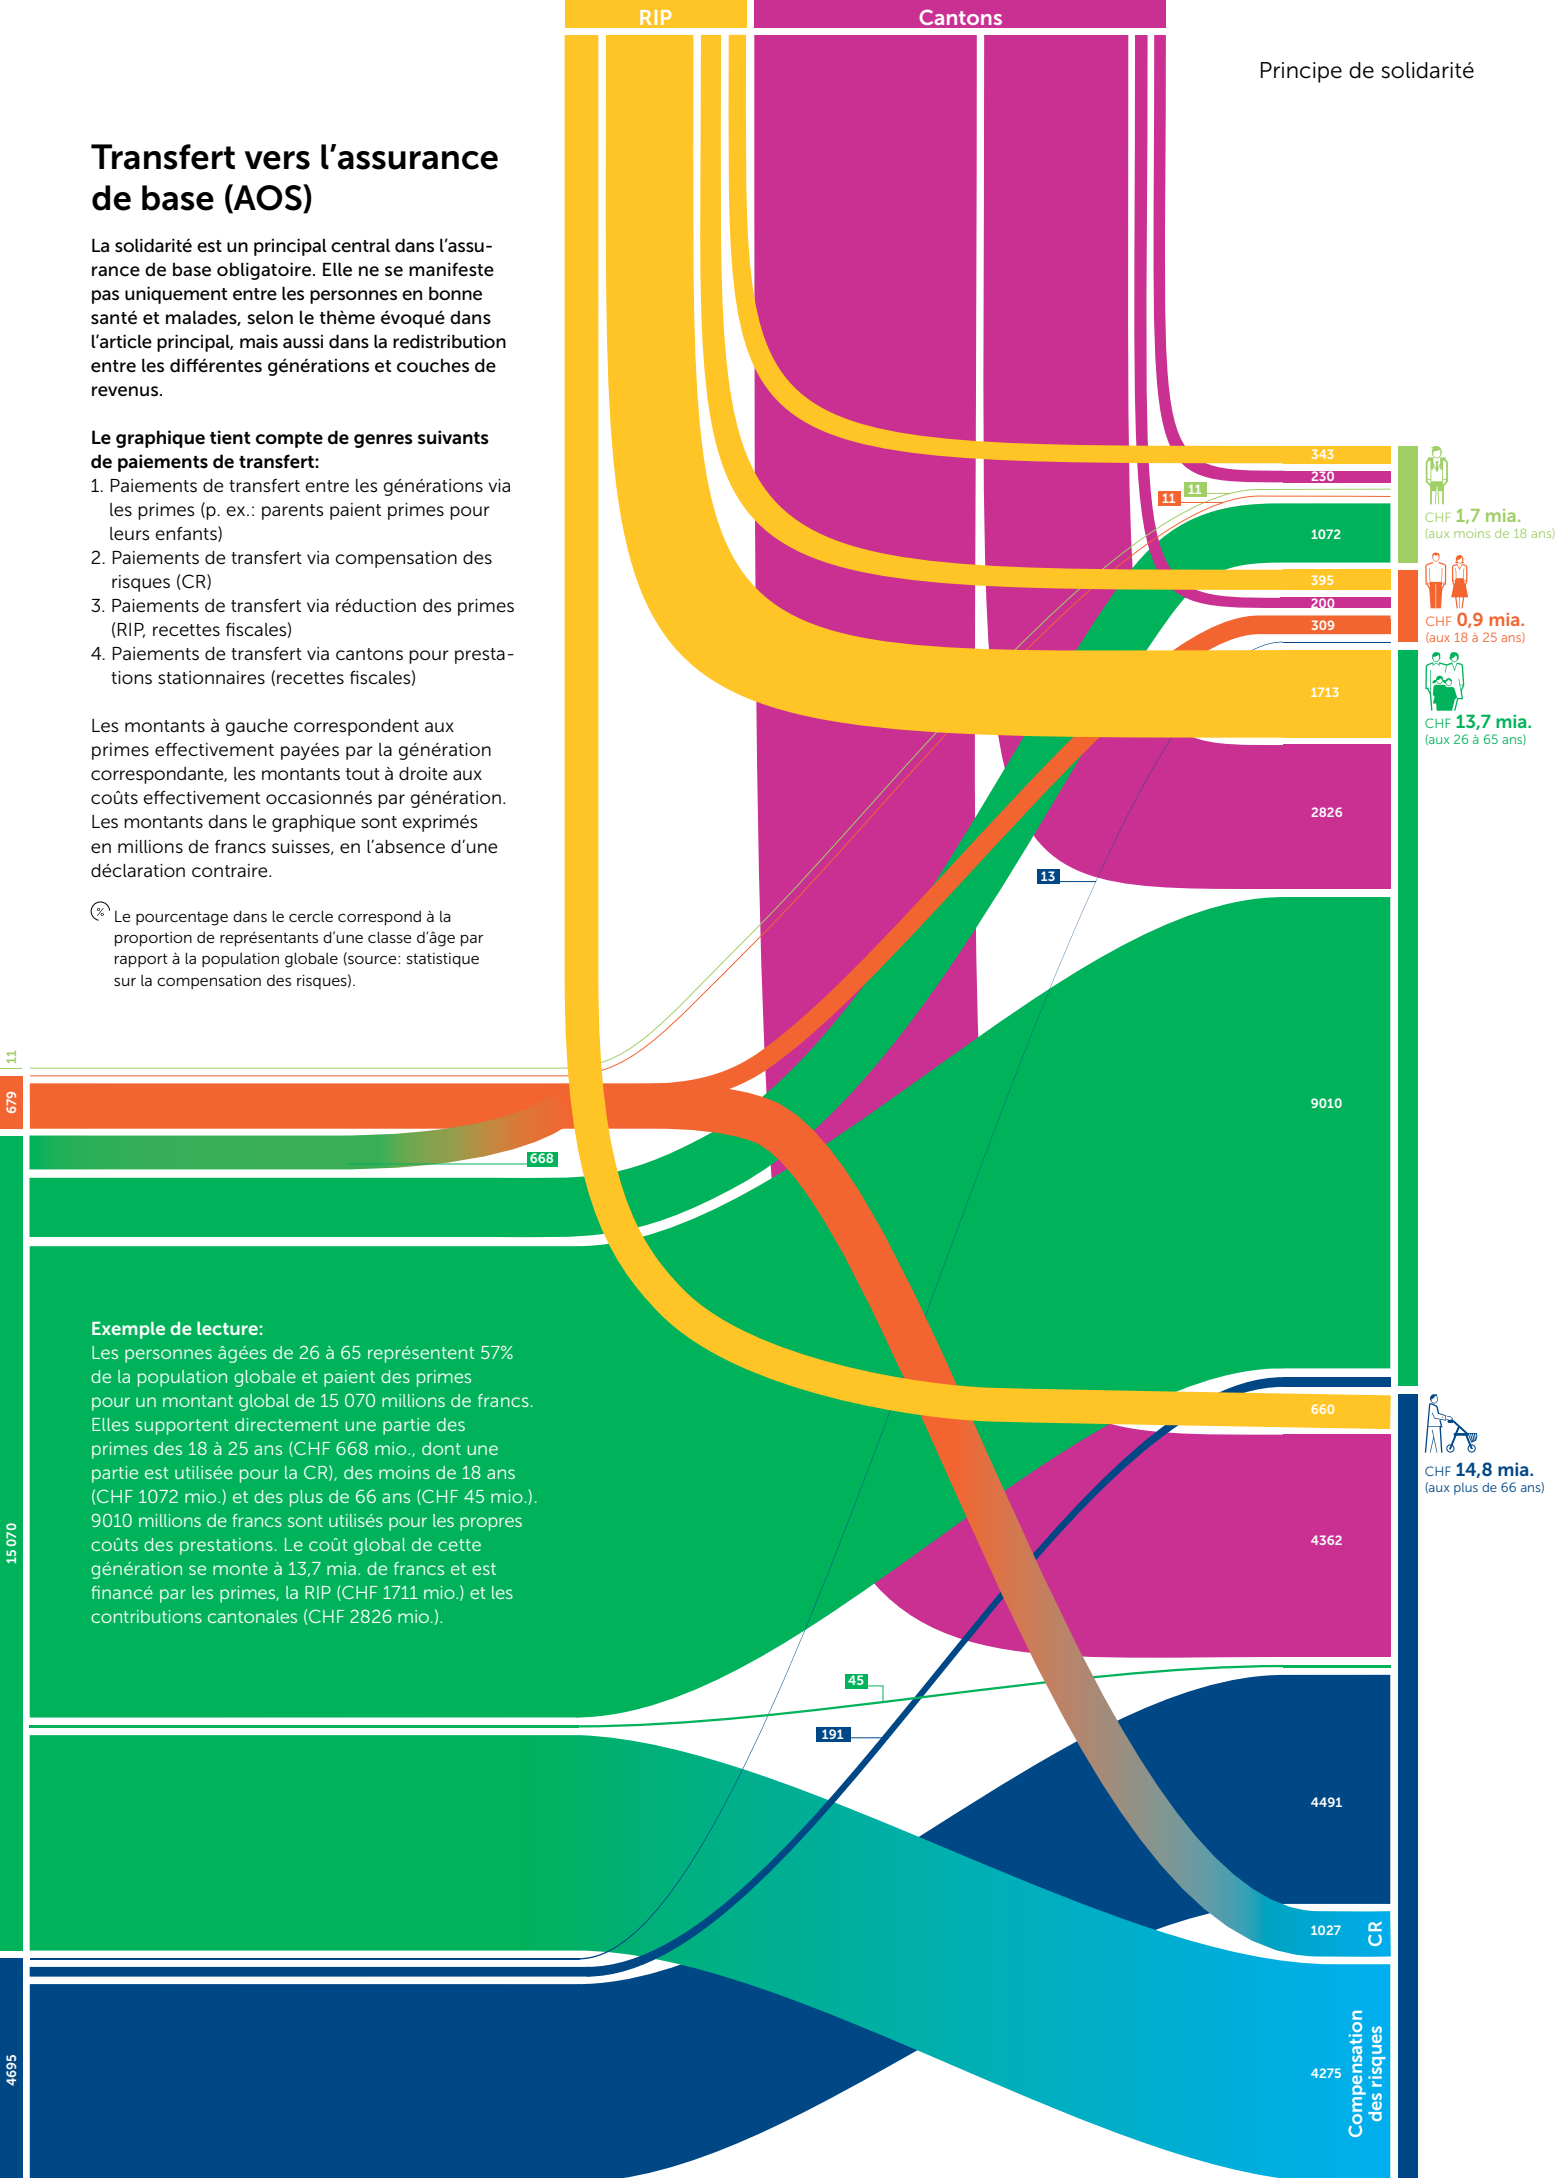 RIP
Cantons
Principe de solidarité
Transfert vers l’assurance
de base (AOS)
La solidarité est un principal central dans l’assu-
rance de base obligatoire. Elle ne se manifeste
pas uniquement entre les personnes en bonne
santé et malades, selon le thème évoqué dans
l’article principal, mais aussi dans la redistribution
entre les différentes générations et couches de
revenus.
Le graphique tient compte de genres suivants
de paiements de transfert:
1. Paiements de transfert entre les générations via
les primes (p. ex.: parents paient primes pour
leurs enfants)
2. Paiements de transfert via compensation des
risques (CR)
3. Paiements de transfert via réduction des primes
(RIP, recettes fiscales)
4. Paiements de transfert via cantons pour presta-
tions stationnaires (recettes fiscales)
Les montants à gauche correspondent aux
primes effectivement payées par la génération
correspondante, les montants tout à droite aux
coûts effectivement occasionnés par génération.
Les montants dans le graphique sont exprimés
en millions de francs suisses, en l’absence d’une
déclaration contraire.
% Le pourcentage dans le cercle correspond à la
proportion de représentants d’une classe d’âge par
rapport à la population globale (source: statistique
sur la compensation des risques).
343
230
11
11
1072
395
200
309
1713
2826
13
9010
CHF 1,7 mia.
(aux moins de 18 ans)
CHF 0,9 mia.
(aux 18 à 25 ans)
CHF 13,7 mia.
(aux 26 à 65 ans)
11
679
668
Exemple de lecture:
Les personnes âgées de 26 à 65 représentent 57%
de la population globale et paient des primes
pour un montant global de 15 070 millions de francs.
Elles supportent directement une partie des
primes des 18 à 25 ans (CHF 668 mio., dont une
partie est utilisée pour la CR), des moins de 18 ans
(CHF 1072 mio.) et des plus de 66 ans (CHF 45 mio.).
9010 millions de francs sont utilisés pour les propres
coûts des prestations. Le coût global de cette
génération se monte à 13,7 mia. de francs et est
financé par les primes, la RIP (CHF 1711 mio.) et les
contributions cantonales (CHF 2826 mio.).
15 070
660
CHF 14,8 mia.
(aux plus de 66 ans)
4362
45
191
4491
1027
CR
4695
4275
Compensation
des risques